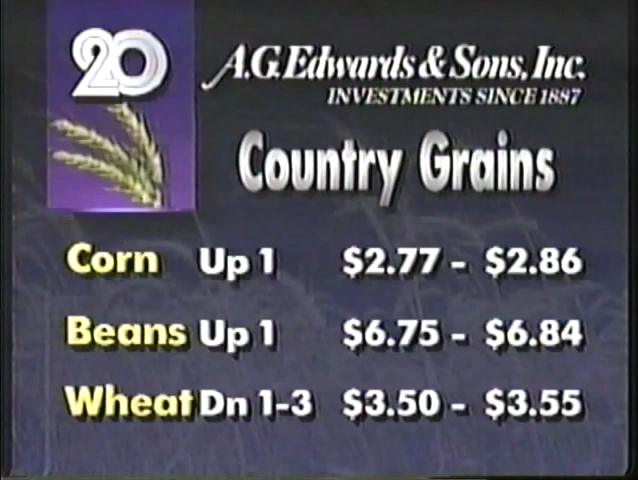 20
A.G. Edwards & Sons, Inc.
INVESTMENTS SINCE 1887
Country Grains
Corn Up 1 $2.77 - $2.86
Beans Up 1 $6.75 - $6.84
Wheat Dn 1-3 $3.50 - $3.55